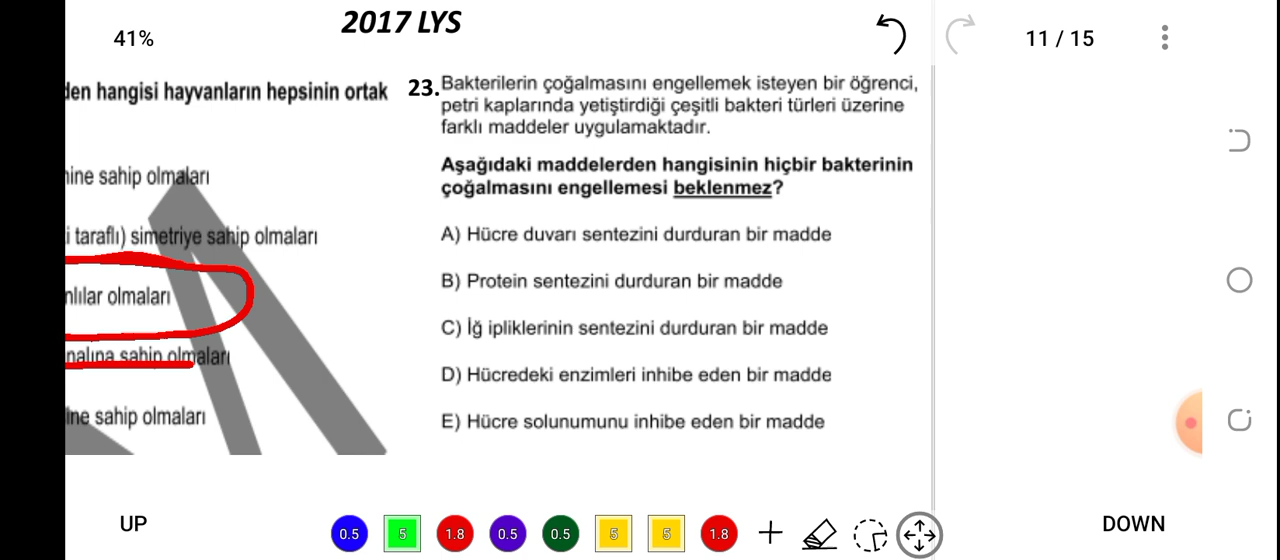 2017 LYS
41%
11 / 15
den hangisi hayvanların hepsinin ortak
sahip olmaları
taraflı) simetriye sahip olmaları
olmaları
sahip olmaları
sahip olmaları
23. Bakterilerin çoğalmasını engellemek isteyen bir öğrenci,
petri kaplarında yetiştirdiği çeşitli bakteri türleri üzerine
farklı maddeler uygulamaktadır.
Aşağıdaki maddelerden hangisinin hiçbir bakterinin
çoğalmasını engellemesi beklenmez?
A) Hücre duvarı sentezini durduran bir madde
B) Protein sentezini durduran bir madde
C) İğ ipliklerinin sentezini durduran bir madde
D) Hücredeki enzimleri inhibe eden bir madde
E) Hücre solunumunu inhibe eden bir madde
UP
0.5 5 1.8 0.5 0.5 5 5 1.8
DOWN